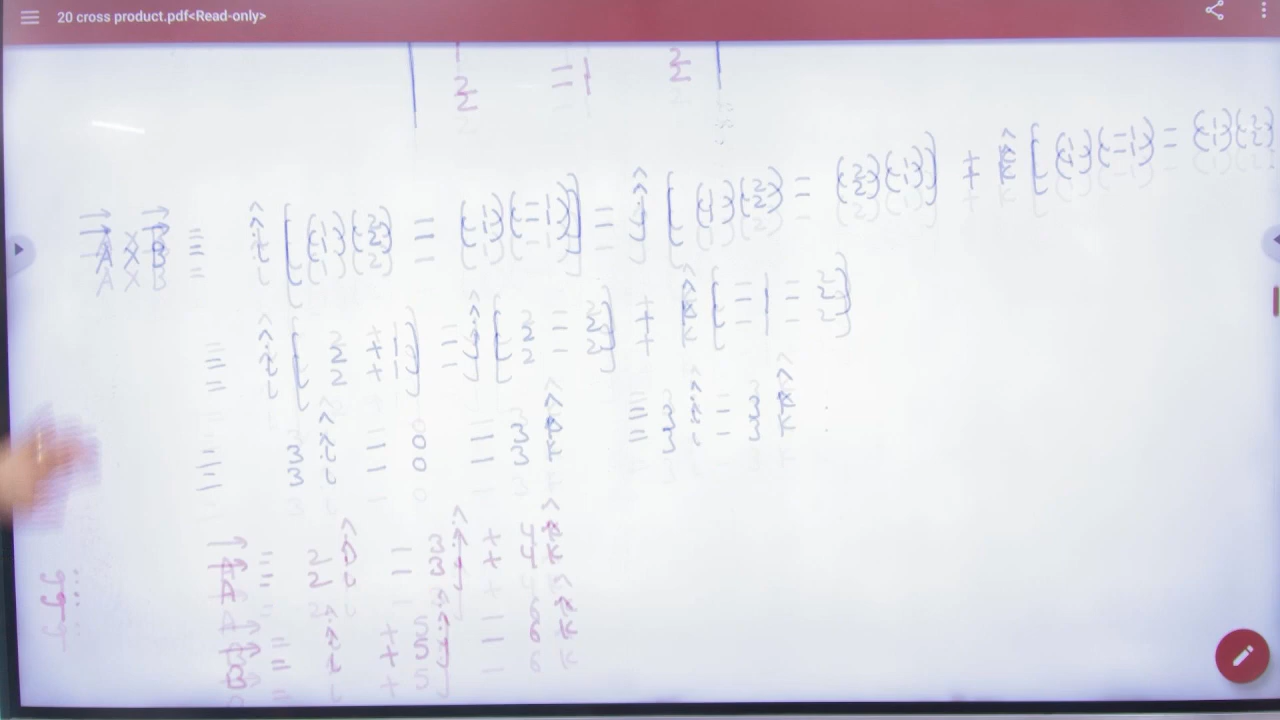 20 cross product.pdf<Read-only>
2 -1 2
A × B = î [(1)(2) - (1)(-1)] - ĵ [(1)(2) - (2)(1)] + k̂ [(1)(-1) - (1)(2)
= î [2+1] - ĵ [2-2] + k̂ [-1-2]
= 3î - 0 - 3k̂ = 3î - 3k̂
A = 2î - 3ĵ + 4k̂
B = î + 5ĵ - 6k̂